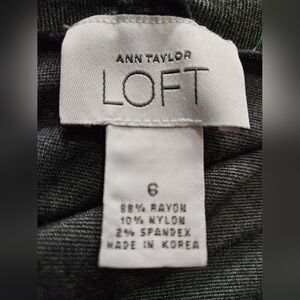 ANN TAYLOR
LOFT
6
88% RAYON
10% NYLON
2% SPANDEX
MADE IN KOREA